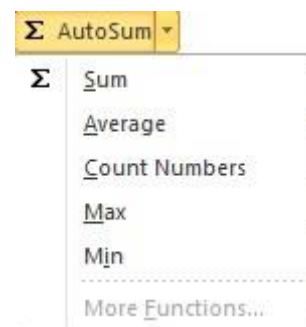 Σ AutoSum
Σ Sum
Average
Count Numbers
Max
Min
More Functions...